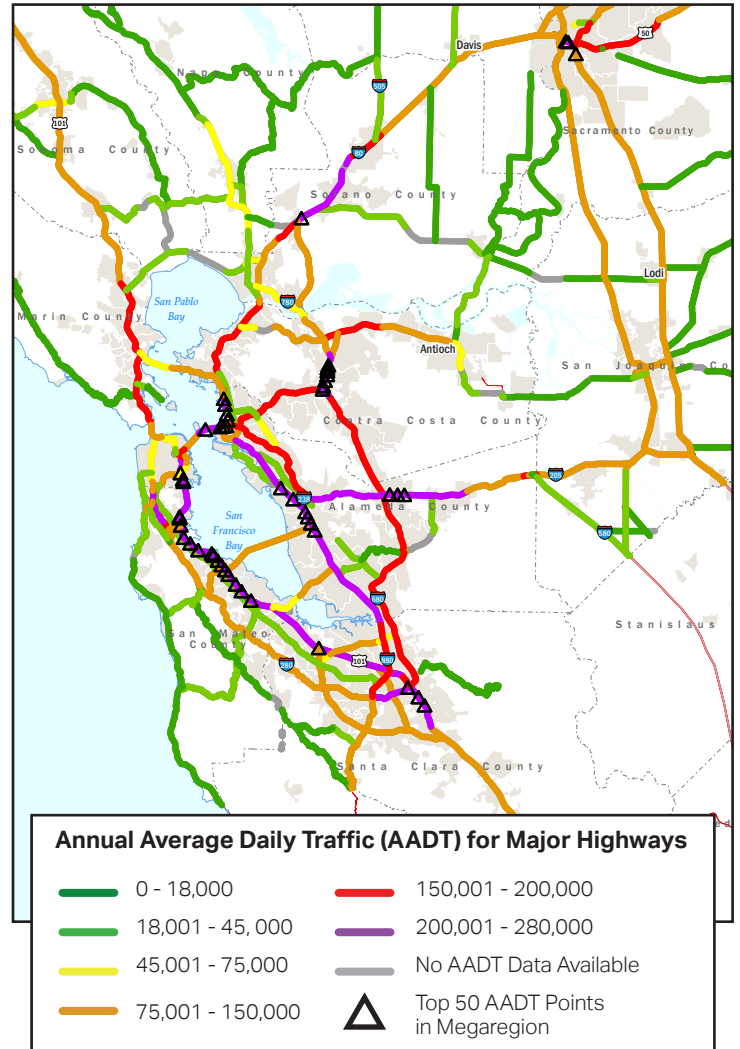 Davis
50
Napa County
505
101
Sacramento County
Sonoma County
80
Solano County
Lodi
San Pablo
Bay
780
Marin County
Antioch
San Joaquin Co
Contra Costa County
205
238
Alameda County
San
Francisco
Bay
580
680
Stanislaus
San Mateo
County
280
101
880
Santa Clara County
ed
Annual Average Daily Traffic (AADT) for Major Highways
0 - 18,000
18,001 - 45, 000
45,001 - 75,000
75,001 - 150,000
150,001 - 200,000
200,001 - 280,000
No AADT Data Available
Top 50 AADT Points
in Megaregion